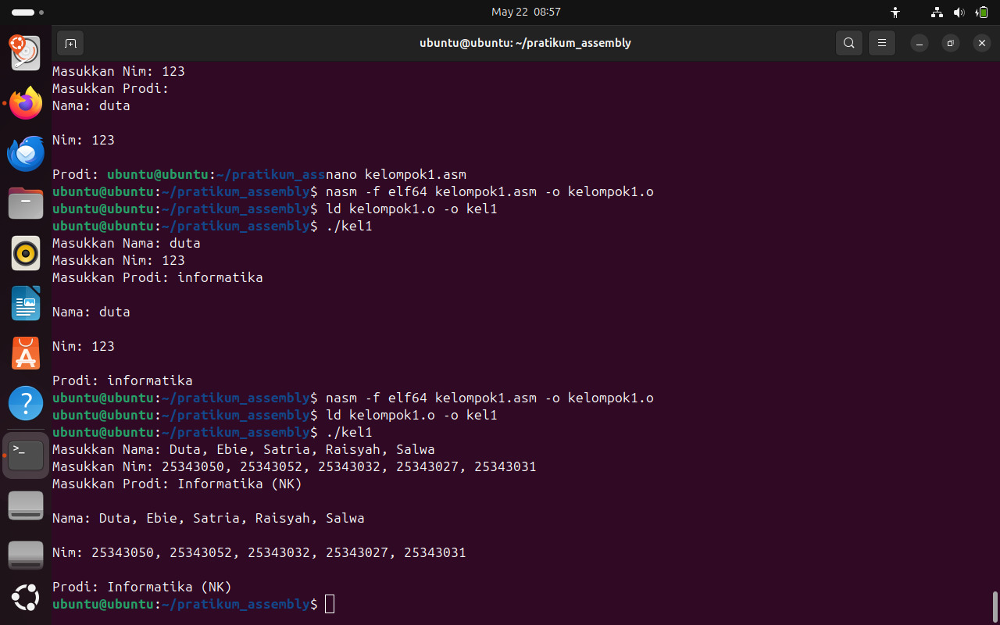 May 22 08:57
ubuntu@ubuntu: ~/pratikum_assembly
Masukkan Nim: 123
Masukkan Prodi:
Nama: duta
Nim: 123
Prodi: ubuntu@ubuntu:~/pratikum_assnano kelompok1.asm
ubuntu@ubuntu:~/pratikum_assembly$ nasm -f elf64 kelompok1.asm -o kelompok1.o
ubuntu@ubuntu:~/pratikum_assembly$ ld kelompok1.o -o kel1
ubuntu@ubuntu:~/pratikum_assembly$ ./kel1
Masukkan Nama: duta
Masukkan Nim: 123
Masukkan Prodi: informatika
Nama: duta
Nim: 123
Prodi: informatika
ubuntu@ubuntu:~/pratikum_assembly$ nasm -f elf64 kelompok1.asm -o kelompok1.o
ubuntu@ubuntu:~/pratikum_assembly$ ld kelompok1.o -o kel1
ubuntu@ubuntu:~/pratikum_assembly$ ./kel1
Masukkan Nama: Duta, Ebie, Satria, Raisyah, Salwa
Masukkan Nim: 25343050, 25343052, 25343032, 25343027, 25343031
Masukkan Prodi: Informatika (NK)
Nama: Duta, Ebie, Satria, Raisyah, Salwa
Nim: 25343050, 25343052, 25343032, 25343027, 25343031
Prodi: Informatika (NK)
ubuntu@ubuntu:~/pratikum_assembly$